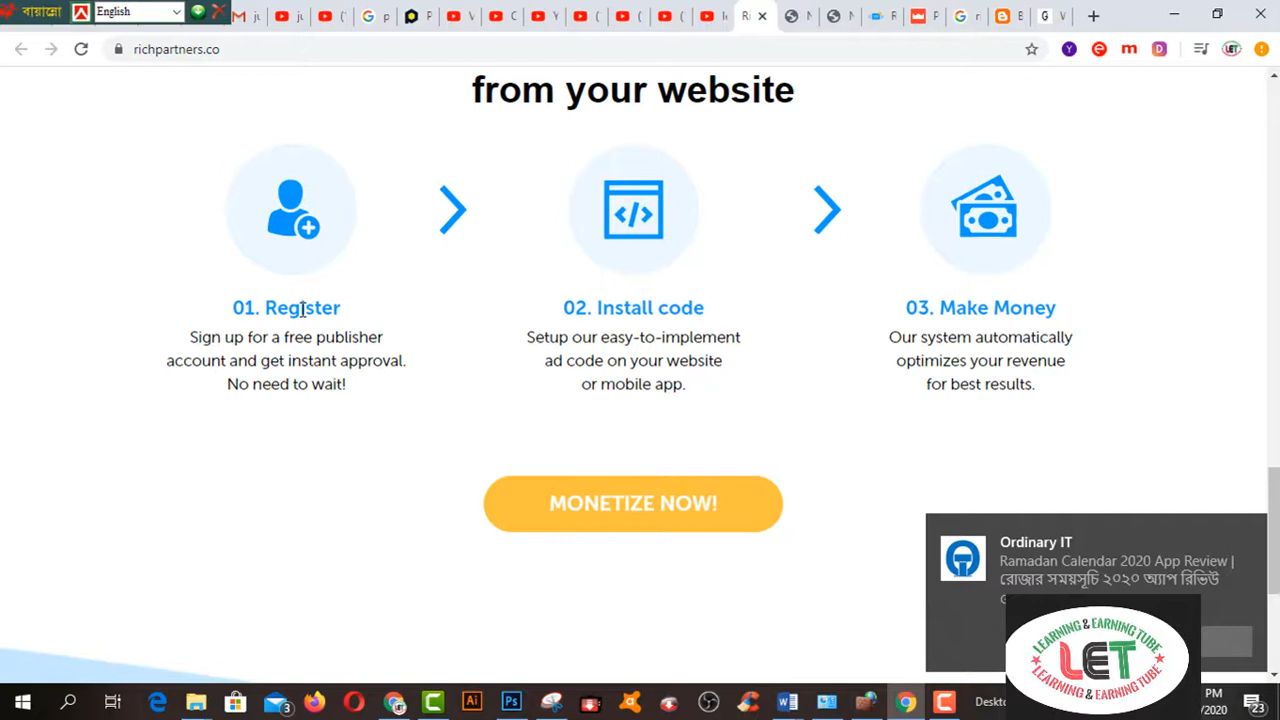 বায়ান্নো
English
richpartners.co
from your website
01. Register
Sign up for a free publisher
account and get instant approval.
No need to wait!
02. Install code
Setup our easy-to-implement
ad code on your website
or mobile app.
03. Make Money
Our system automatically
optimizes your revenue
for best results.
MONETIZE NOW!
Ordinary IT
Ramadan Calendar 2020 App Review |
রোজার সময়সূচি ২০২০ অ্যাপ রিভিউ
LEARNING & EARNING TUBE
LET
LEARNING & EARNING TUBE
Deskto
PM
/2020
3
23